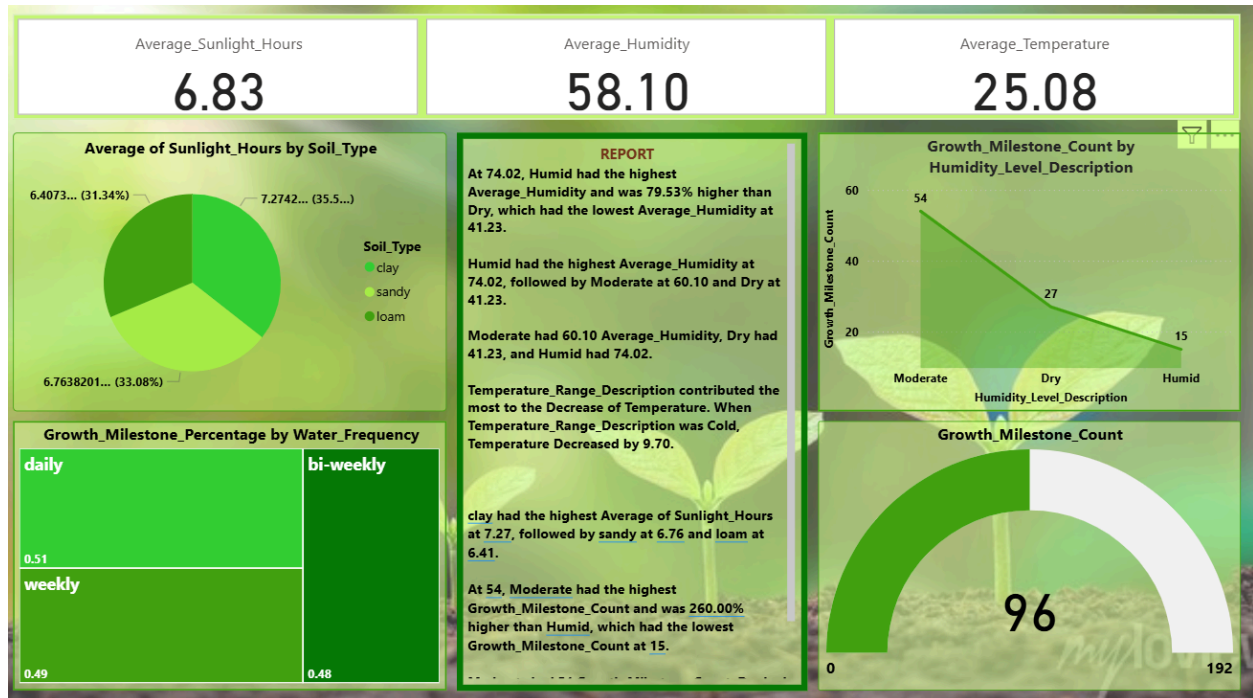 Average_Sunlight_Hours
6.83
Average_Humidity
58.10
Average_Temperature
25.08
Average of Sunlight_Hours by Soil_Type
6.4073... (31.34%)
7.2742... (35.5...)
6.7638201... (33.08%)
Soil_Type
clay
sandy
loam
Growth_Milestone_Percentage by Water_Frequency
daily
0.51
weekly
0.49
bi-weekly
0.48
REPORT
At 74.02, Humid had the highest
Average_Humidity and was 79.53% higher than
Dry, which had the lowest Average_Humidity at
41.23.
Humid had the highest Average_Humidity at
74.02, followed by Moderate at 60.10 and Dry at
41.23.
Moderate had 60.10 Average_Humidity, Dry had
41.23, and Humid had 74.02.
Temperature_Range_Description contributed the
most to the Decrease of Temperature. When
Temperature_Range_Description was Cold,
Temperature Decreased by 9.70.
clay had the highest Average of Sunlight_Hours
at 7.27, followed by sandy at 6.76 and loam at
6.41.
At 54, Moderate had the highest
Growth_Milestone_Count and was 260.00%
higher than Humid, which had the lowest
Growth_Milestone_Count at 15.
Growth_Milestone_Count by
Humidity_Level_Description
Growth_Milestone_Count
60
40
20
54
27
15
Moderate
Dry
Humid
Humidity_Level_Description
Growth_Milestone_Count
96
0
192